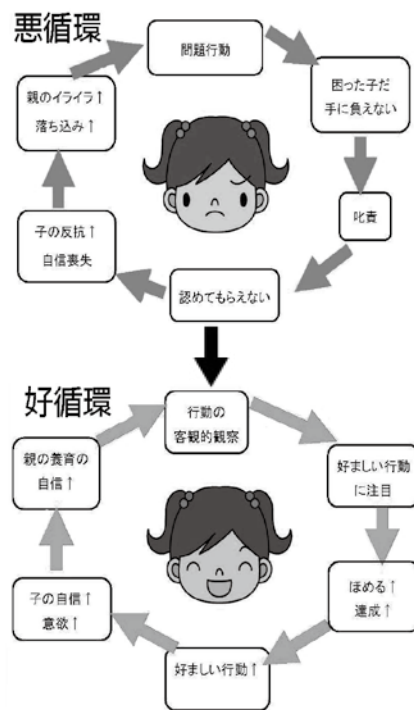 悪循環
問題行動
困った子だ
手に負えない
叱責
認めてもらえない
子の反抗↑
自信喪失
親のイライラ↑
落ち込み↑
好循環
行動の
客観的観察
好ましい行動
に注目
ほめる↑
達成↑
好ましい行動↑
子の自信↑
意欲↑
親の養育の
自信↑